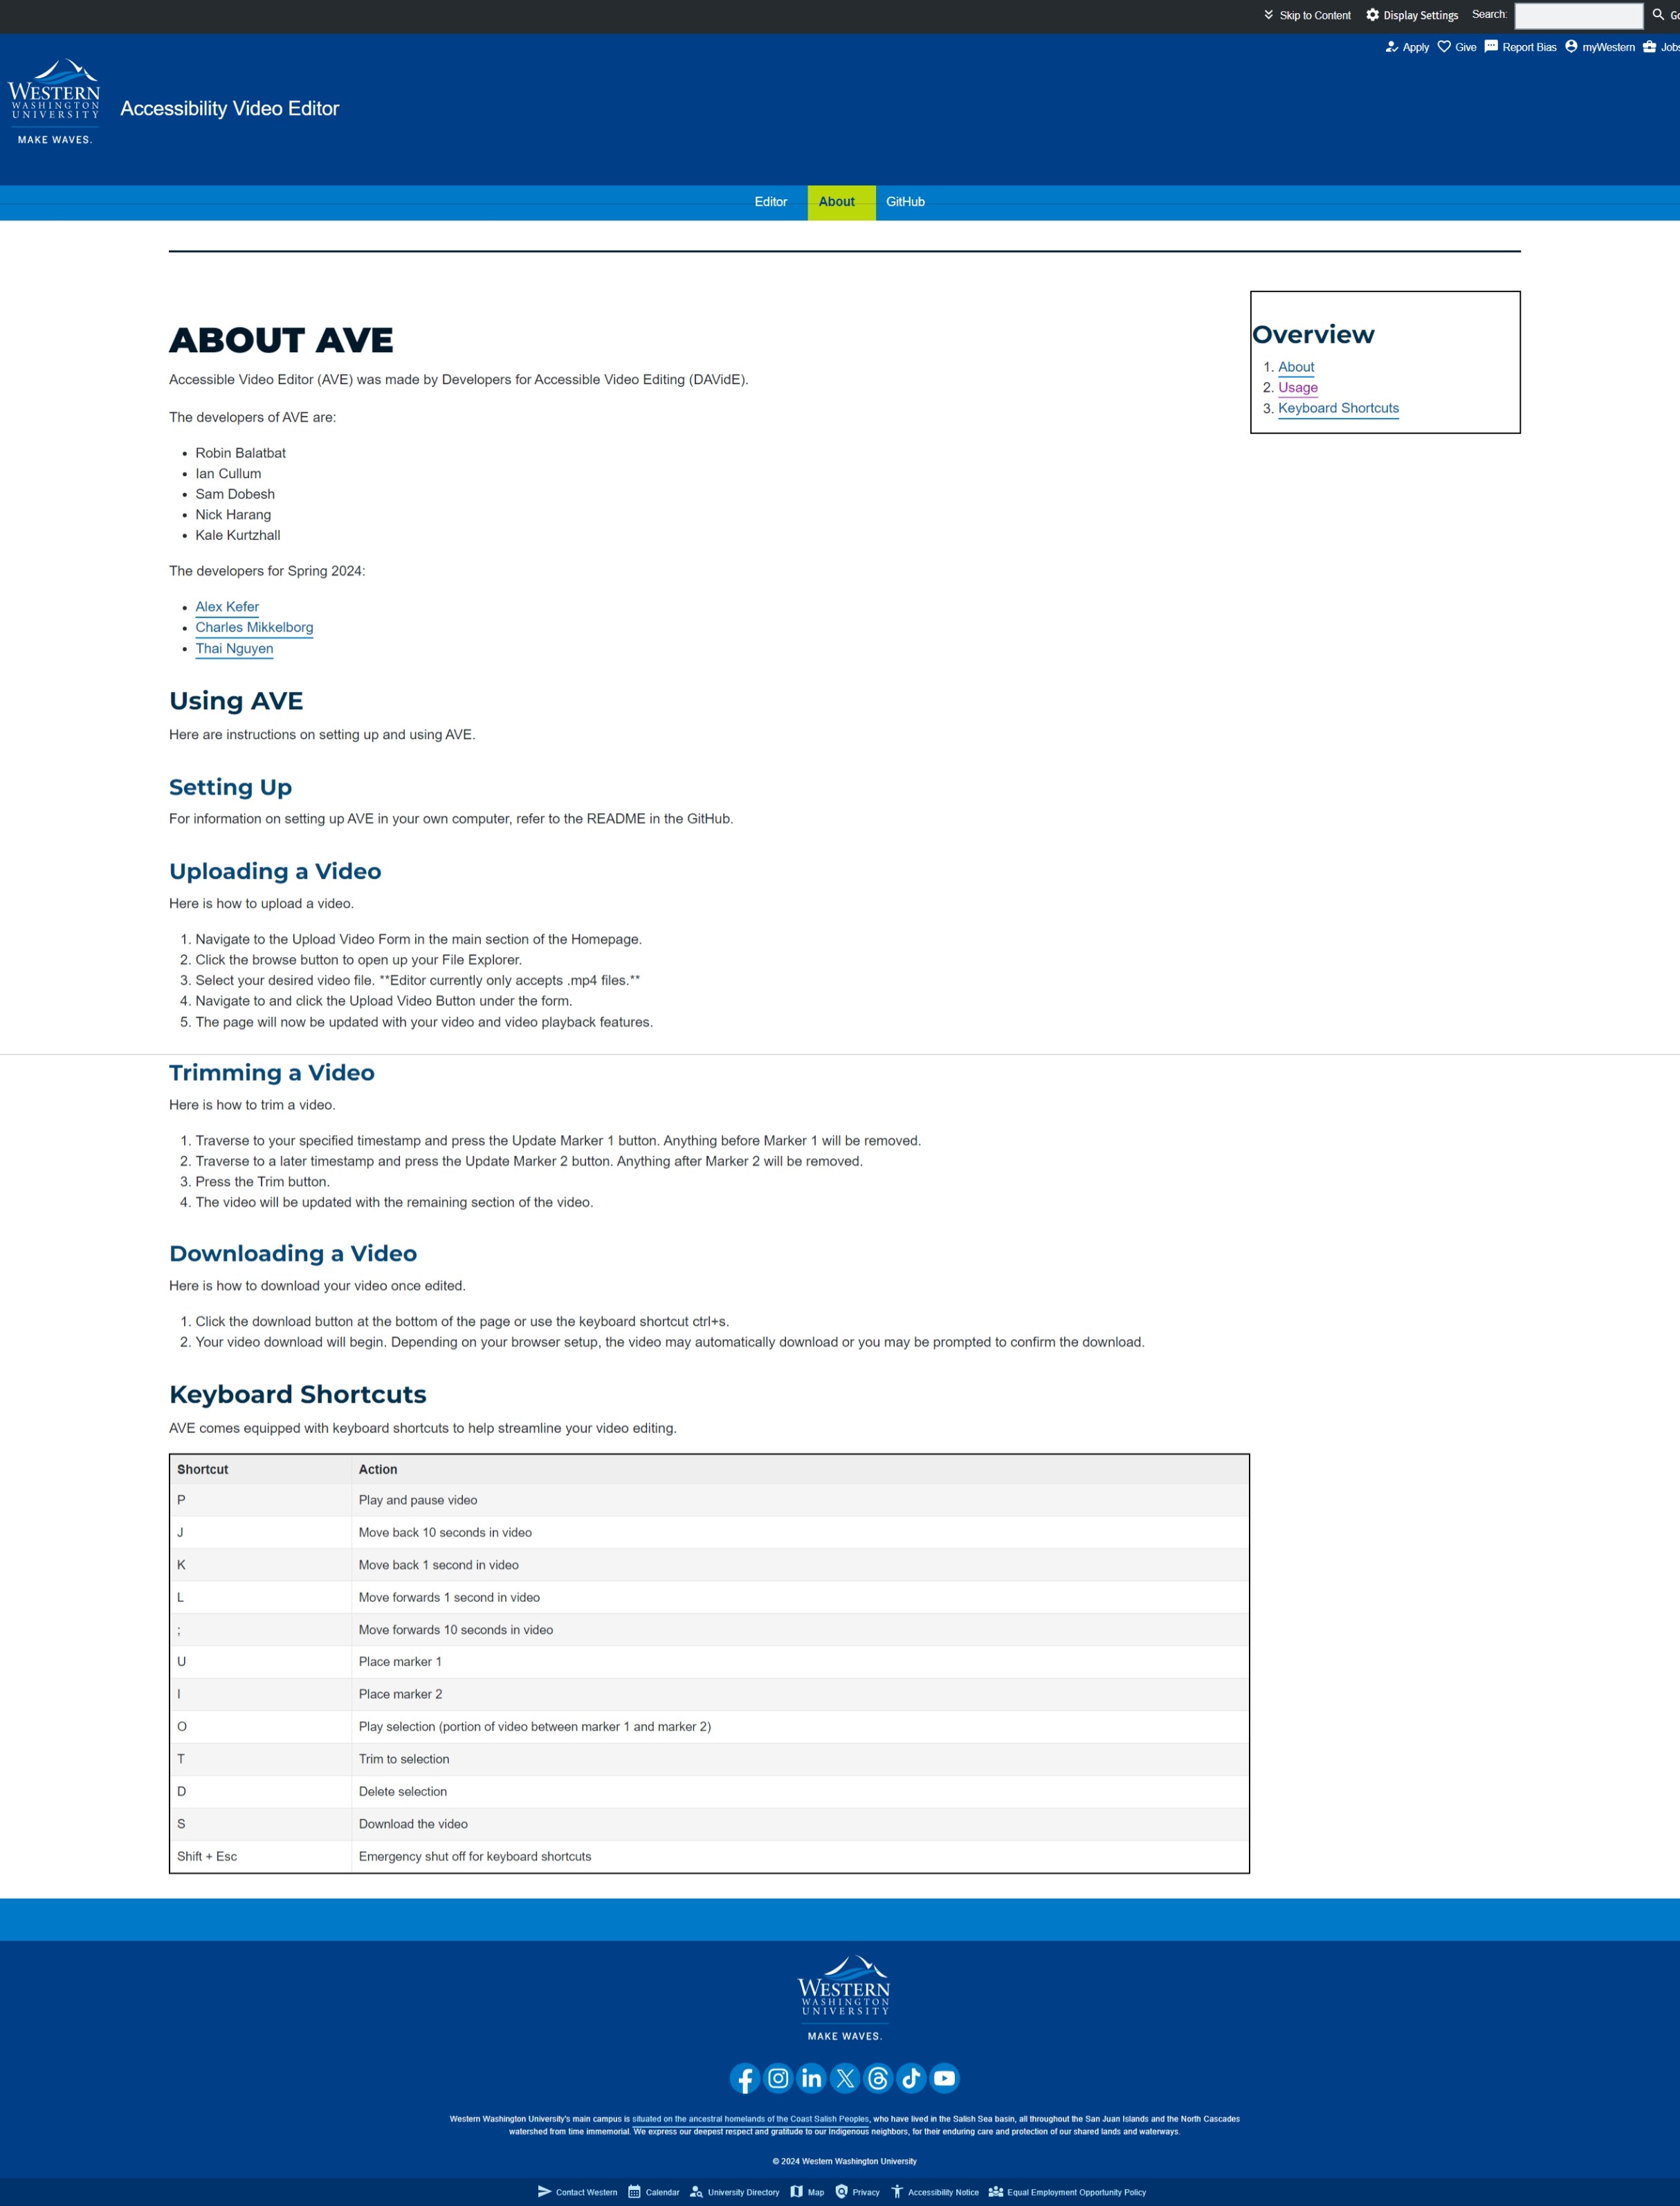 Skip to Content Display Settings Search:
Apply Give Report Bias myWestern Jobs
WESTERN
WASHINGTON
UNIVERSITY
MAKE WAVES.
Accessibility Video Editor
Editor About GitHub
ABOUT AVE
Accessible Video Editor (AVE) was made by Developers for Accessible Video Editing (DAVidE).
The developers of AVE are:
• Robin Balatbat
• Ian Cullum
• Sam Dobesh
• Nick Harang
• Kale Kurtzhall
The developers for Spring 2024:
• Alex Kefer
• Charles Mikkelborg
• Thai Nguyen
Overview
1. About
2. Usage
3. Keyboard Shortcuts
Using AVE
Here are instructions on setting up and using AVE.
Setting Up
For information on setting up AVE in your own computer, refer to the README in the GitHub.
Uploading a Video
Here is how to upload a video.
1. Navigate to the Upload Video Form in the main section of the Homepage.
2. Click the browse button to open up your File Explorer.
3. Select your desired video file. **Editor currently only accepts .mp4 files.**
4. Navigate to and click the Upload Video Button under the form.
5. The page will now be updated with your video and video playback features.
Trimming a Video
Here is how to trim a video.
1. Traverse to your specified timestamp and press the Update Marker 1 button. Anything before Marker 1 will be removed.
2. Traverse to a later timestamp and press the Update Marker 2 button. Anything after Marker 2 will be removed.
3. Press the Trim button.
4. The video will be updated with the remaining section of the video.
Downloading a Video
Here is how to download your video once edited.
1. Click the download button at the bottom of the page or use the keyboard shortcut ctrl+s.
2. Your video download will begin. Depending on your browser setup, the video may automatically download or you may be prompted to confirm the download.
Keyboard Shortcuts
AVE comes equipped with keyboard shortcuts to help streamline your video editing.
Shortcut Action
P Play and pause video
J Move back 10 seconds in video
K Move back 1 second in video
L Move forwards 1 second in video
; Move forwards 10 seconds in video
U Place marker 1
I Place marker 2
O Play selection (portion of video between marker 1 and marker 2)
T Trim to selection
D Delete selection
S Download the video
Shift + Esc Emergency shut off for keyboard shortcuts
WESTERN
WASHINGTON
UNIVERSITY
MAKE WAVES.
Western Washington University's main campus is situated on the ancestral homelands of the Coast Salish Peoples, who have lived in the Salish Sea basin, all throughout the San Juan Islands and the North Cascades
watershed from time immemorial. We express our deepest respect and gratitude to our Indigenous neighbors, for their enduring care and protection of our shared lands and waterways.
© 2024 Western Washington University
Contact Western Calendar University Directory Map Privacy Accessibility Notice Equal Employment Opportunity Policy